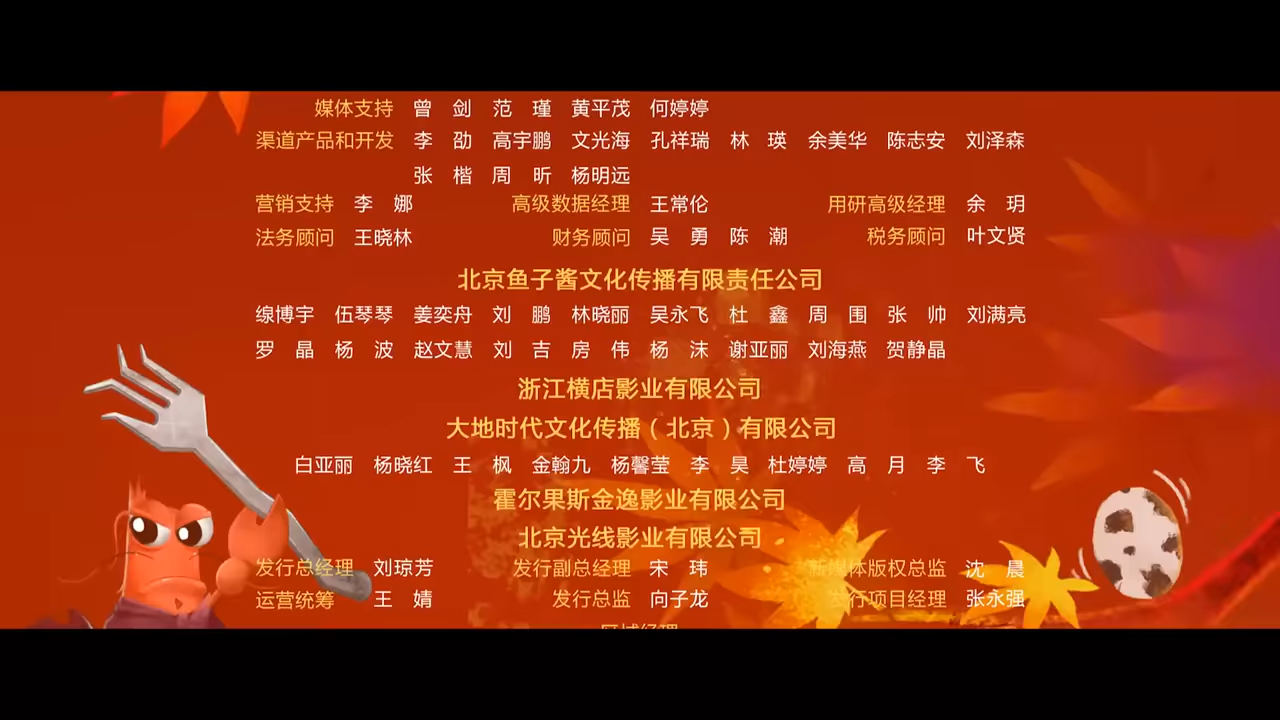 媒体支持 曾剑 范瑾 黄平茂 何婷婷
渠道产品和开发 李劭 高宇鹏 文光海 孔祥瑞 林瑛 余美华 陈志安 刘泽森
张楷 周昕 杨明远
营销支持 李娜 高级数据经理 王常伦 用研高级经理 余玥
法务顾问 王晓林 财务顾问 吴勇 陈潮 税务顾问 叶文贤
北京鱼子酱文化传播有限责任公司
缐博宇 伍琴琴 姜奕舟 刘鹏 林晓丽 吴永飞 杜鑫 周围 张帅 刘满亮
罗晶 杨波 赵文慧 刘吉 房伟 杨沫 谢亚丽 刘海燕 贺静晶
浙江横店影业有限公司
大地时代文化传播（北京）有限公司
白亚丽 杨晓红 王枫 金翰九 杨馨莹 李昊 杜婷婷 高月 李飞
霍尔果斯金逸影业有限公司
北京光线影业有限公司
发行总经理 刘琼芳 发行副总经理 宋玮 新媒体版权总监 沈晨
运营统筹 王婧 发行总监 向子龙 发行项目经理 张永强
区域经理